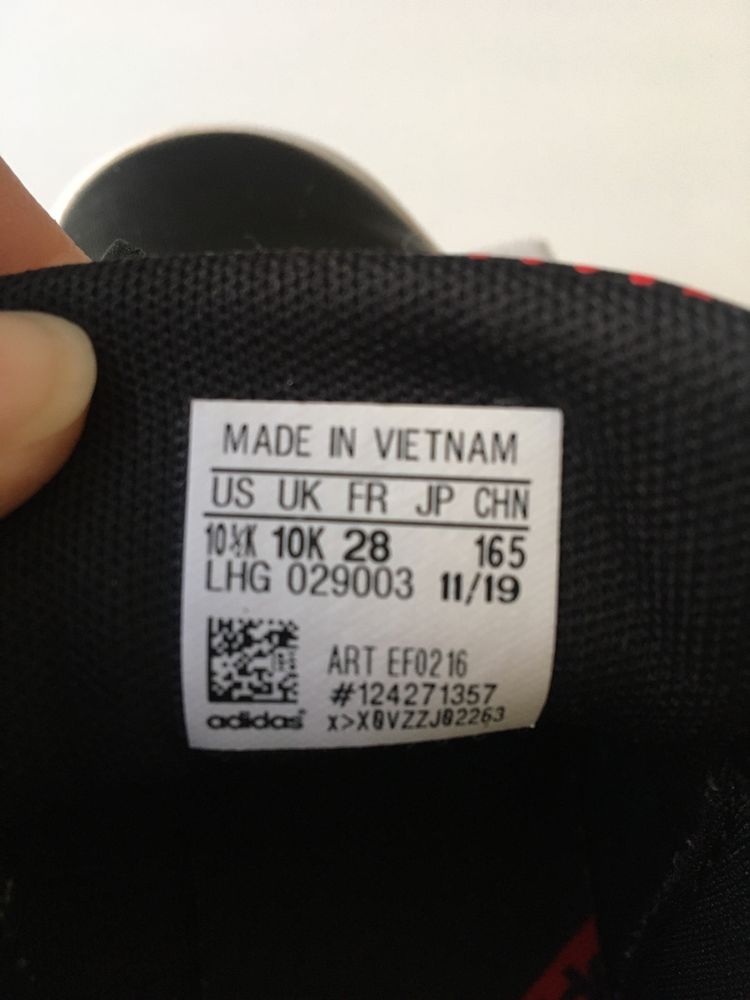 MADE IN VIETNAM
US UK FR JP CHN
10½K 10K 28 165
LHG 029003 11/19
ART EF0216
#124271357
adidas x>X0VZZJ02263